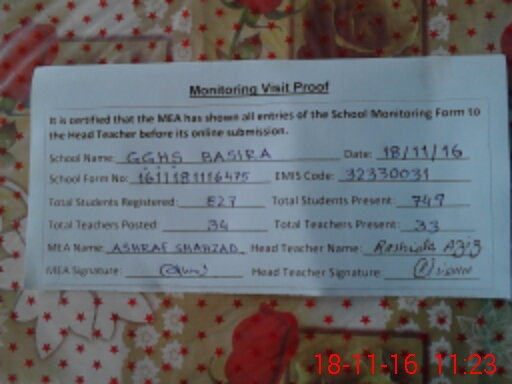 Monitoring Visit Proof
It is certified that the MEA has shown all entries of the School Monitoring Form to
the Head Teacher before its online submission.
School Name: GGHS BASIRA Date: 18/11/16
School Form No: 1611181116475 EMIS Code: 32330031
Total Students Registered: 827 Total Students Present: 749
Total Teachers Posted: 34 Total Teachers Present: 33
MEA Name: ASHRAF SHAHZAD Head Teacher Name: Rashida Aziz
MEA Signature: Head Teacher Signature:
18-11-16 11:23